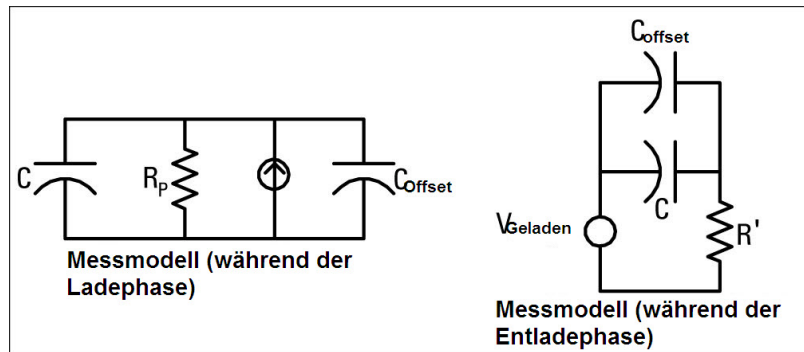 C
RP
COffset
Messmodell (während der
Ladephase)
Coffset
C
VGeladen
R'
Messmodell (während der
Entladephase)